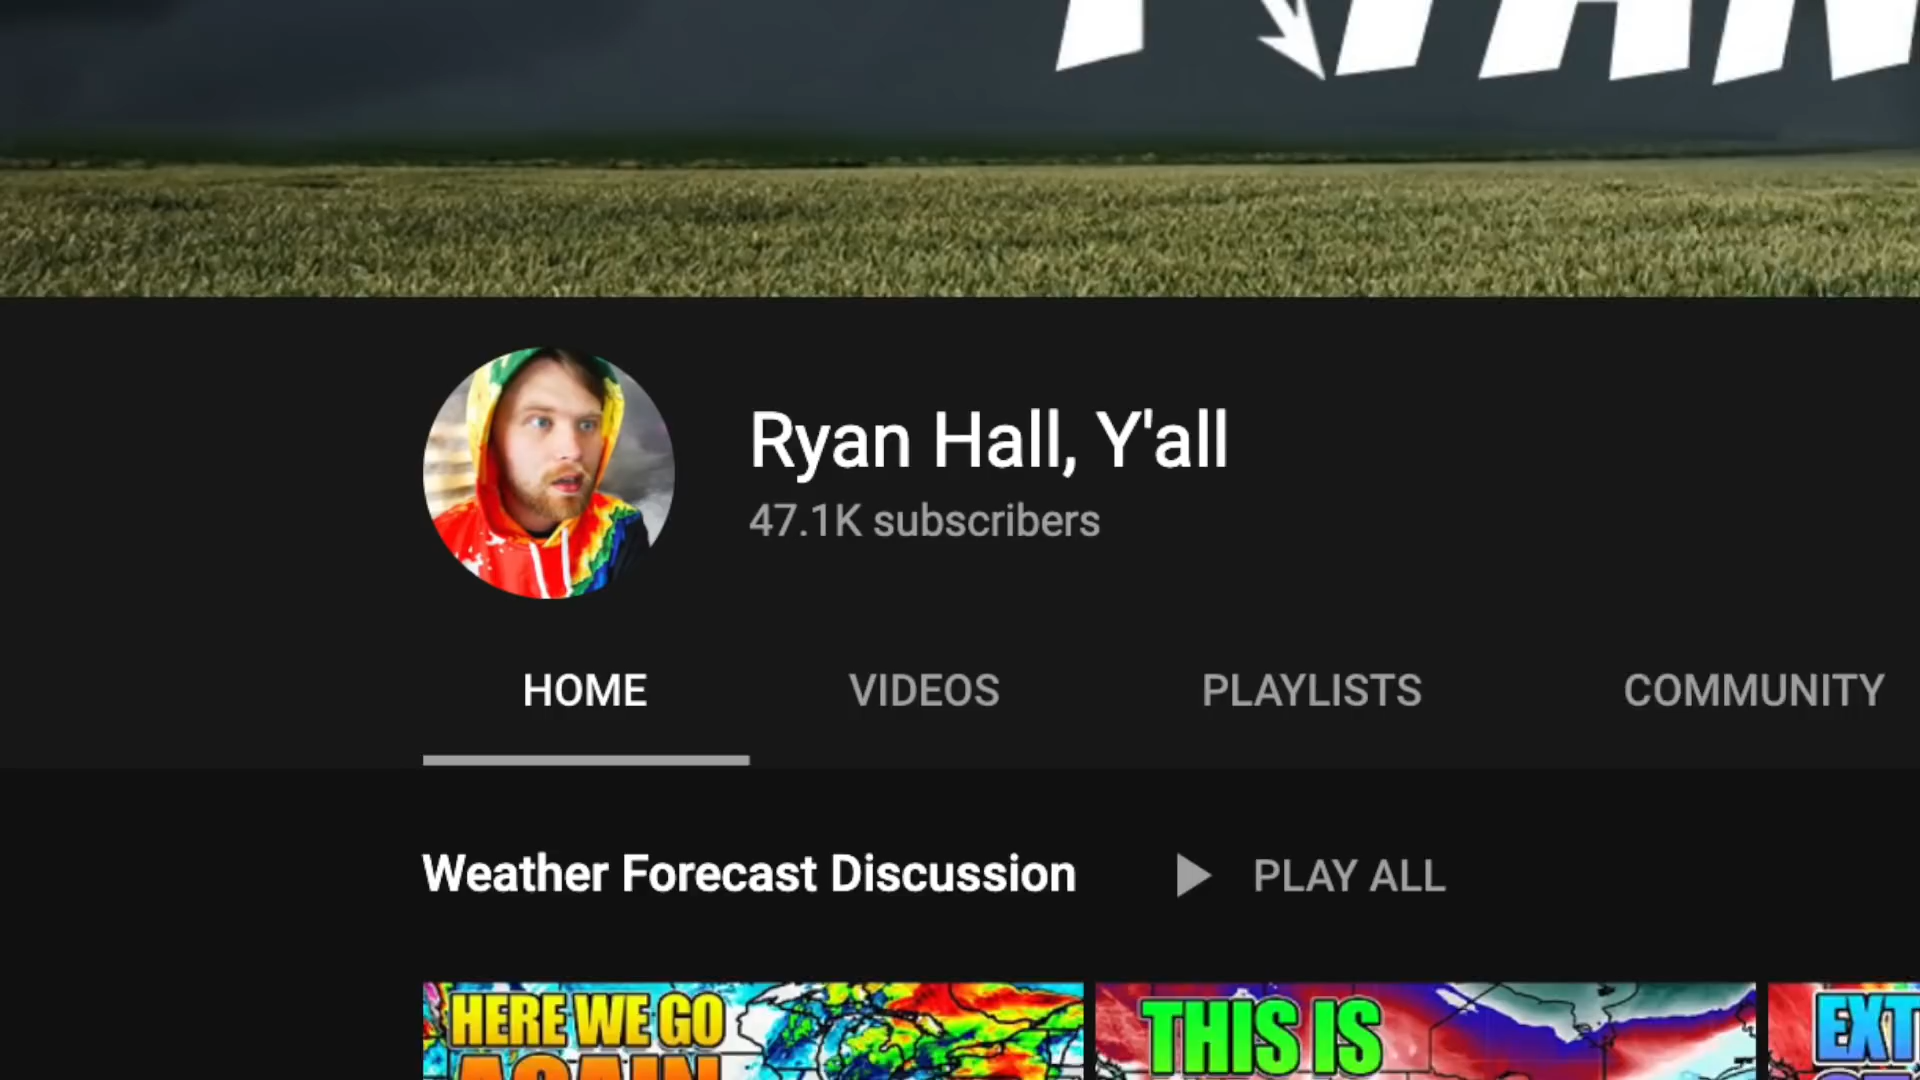 Ryan Hall, Y'all
47.1K subscribers
HOME VIDEOS PLAYLISTS COMMUNITY
Weather Forecast Discussion PLAY ALL
HERE WE GO THIS IS
AGAIN